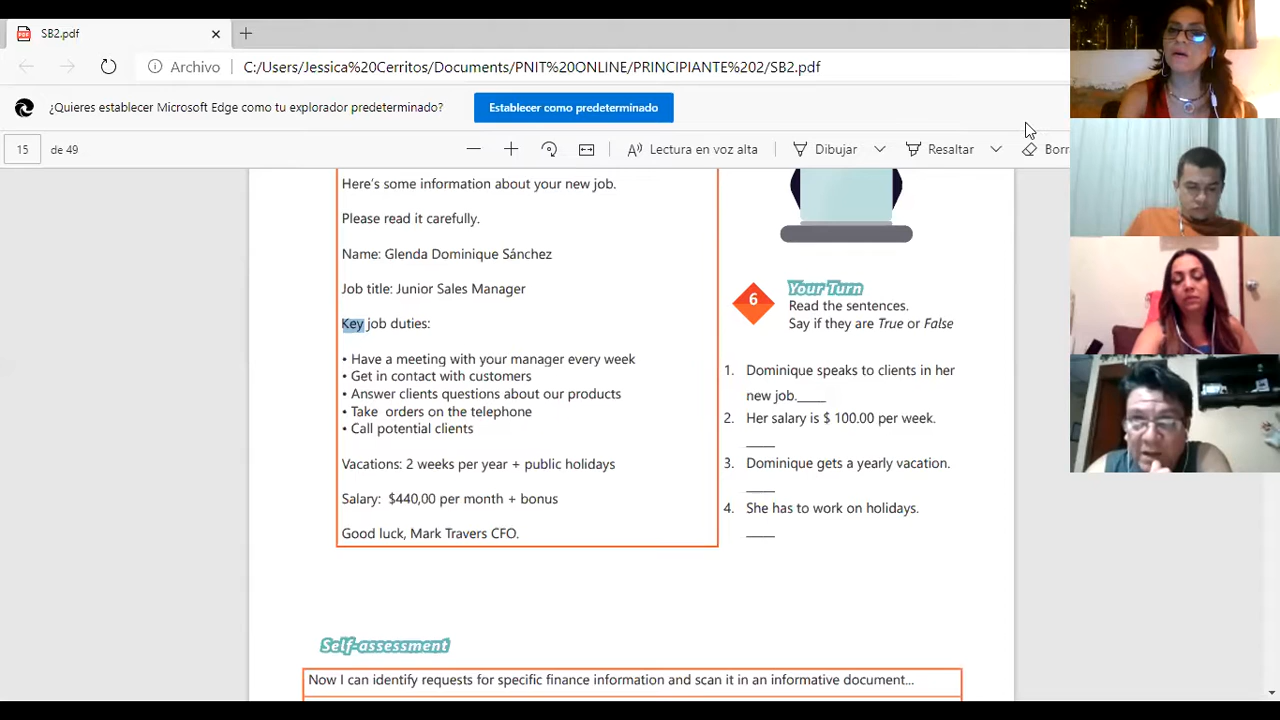 SB2.pdf
Archivo C:/Users/Jessica%20Cerritos/Documents/PNIT%20ONLINE/PRINCIPIANTE%202/SB2.pdf
¿Quieres establecer Microsoft Edge como tu explorador predeterminado? Establecer como predeterminado
15 de 49 Lectura en voz alta Dibujar Resaltar Borr
Here's some information about your new job.
Please read it carefully.
Name: Glenda Dominique Sánchez
Job title: Junior Sales Manager
Key job duties:
• Have a meeting with your manager every week
• Get in contact with customers
• Answer clients questions about our products
• Take orders on the telephone
• Call potential clients
Vacations: 2 weeks per year + public holidays
Salary: $440,00 per month + bonus
Good luck, Mark Travers CFO.
6 Your Turn
Read the sentences.
Say if they are True or False
1. Dominique speaks to clients in her
new job.____
2. Her salary is $ 100.00 per week.
____
3. Dominique gets a yearly vacation.
____
4. She has to work on holidays.
____
Self-assessment
Now I can identify requests for specific finance information and scan it in an informative document...